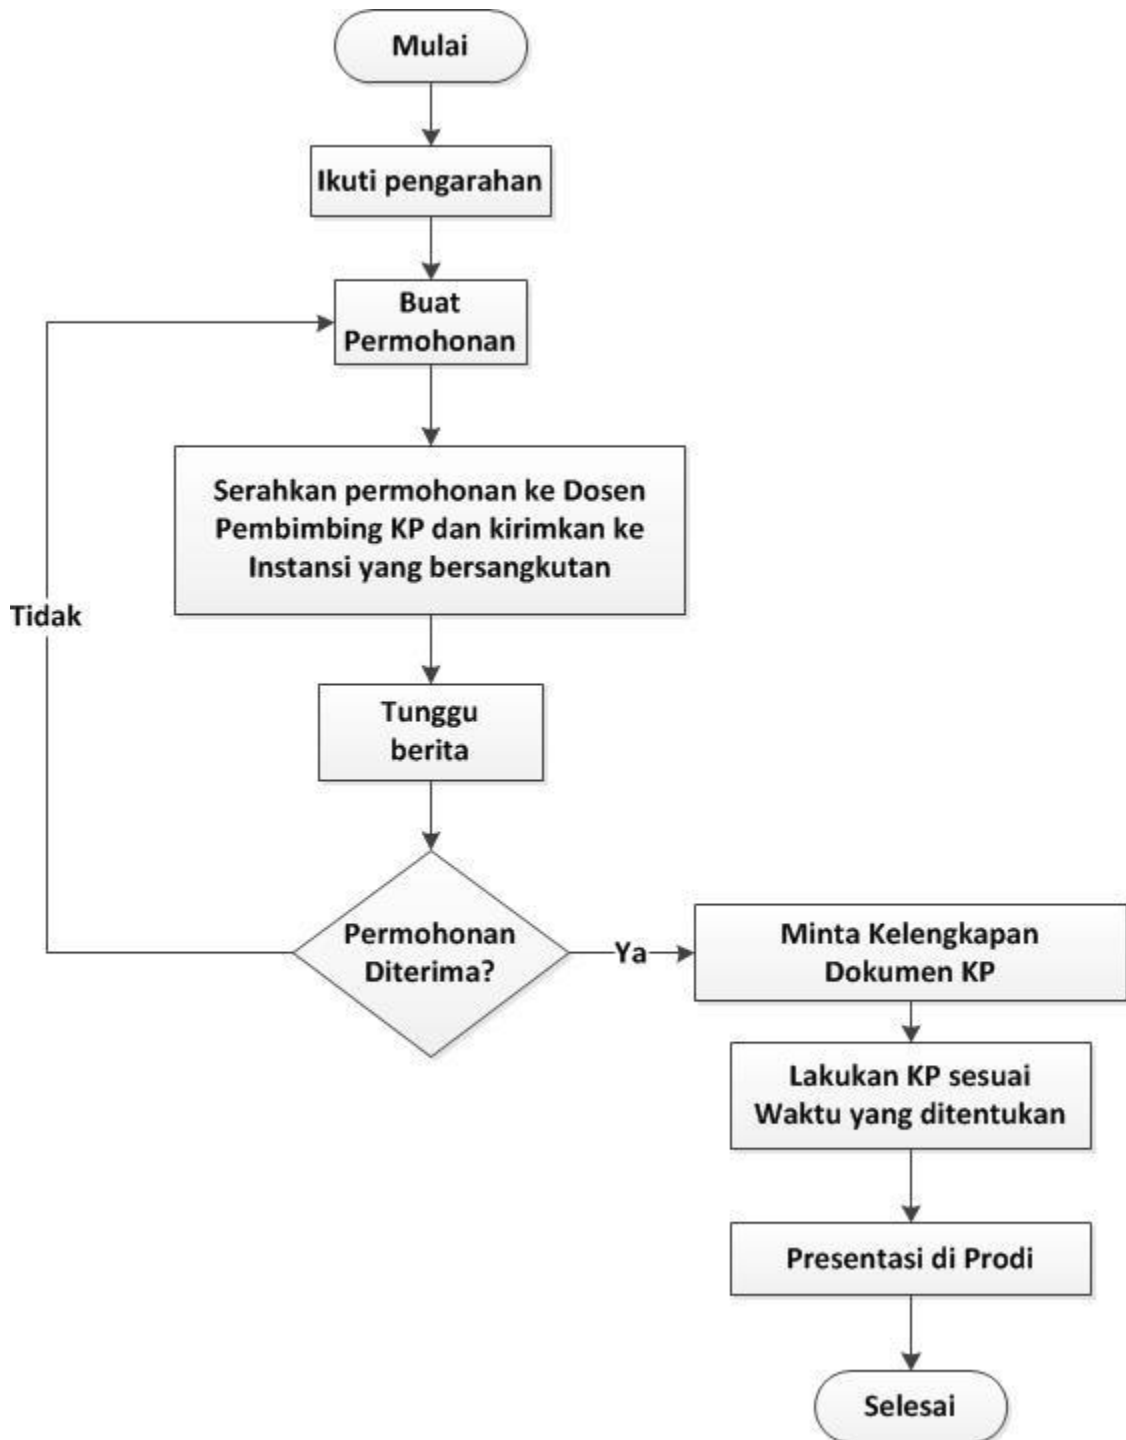 Mulai
Ikuti pengarahan
Buat
Permohonan
Serahkan permohonan ke Dosen
Pembimbing KP dan kirimkan ke
Instansi yang bersangkutan
Tidak
Tunggu
berita
Permohonan
Diterima?
Ya
Minta Kelengkapan
Dokumen KP
Lakukan KP sesuai
Waktu yang ditentukan
Presentasi di Prodi
Selesai